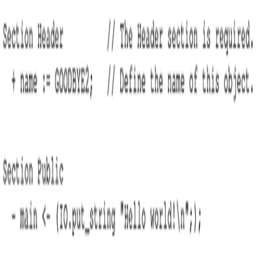 Section Header // The Header section is required.
+ name := GOODBYE2; // Define the name of this object.
Section Public
- main <- (IO.put_string "Hello world!\n";);